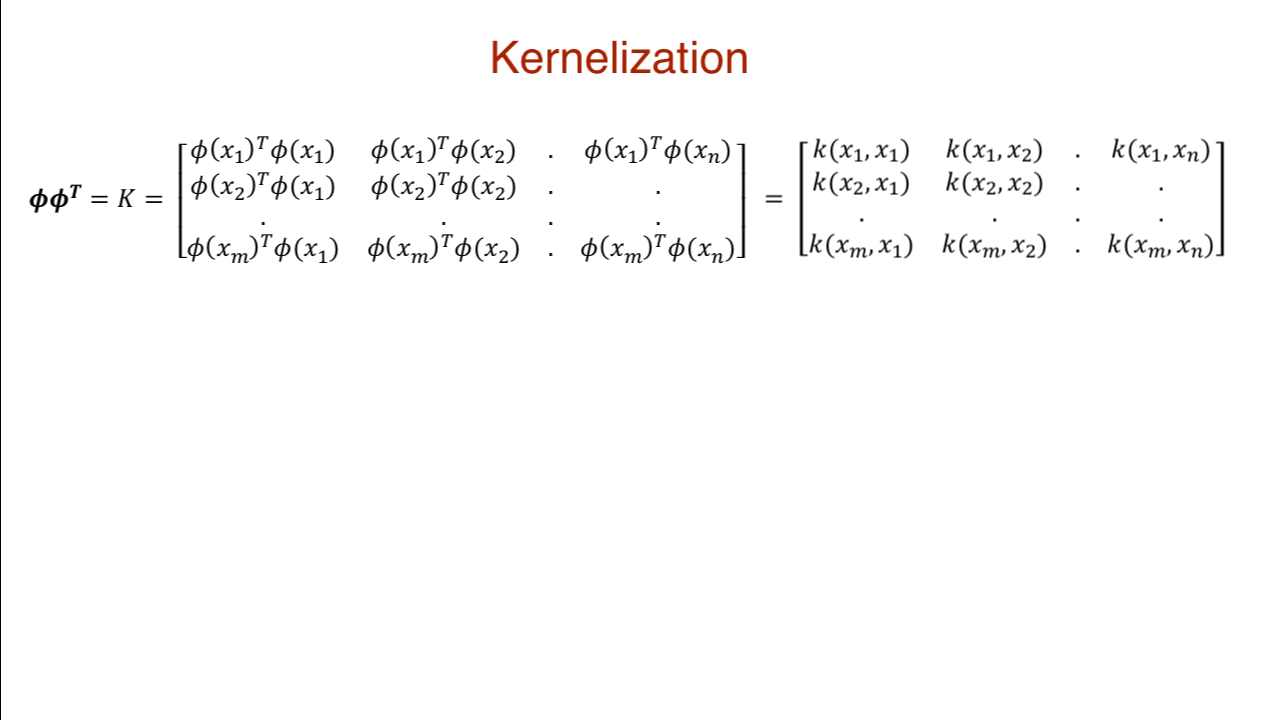 Kernelization
𝝓𝝓ᵀ = K = [ϕ(x₁)ᵀϕ(x₁) ϕ(x₁)ᵀϕ(x₂) . ϕ(x₁)ᵀϕ(xₙ)] = [k(x₁, x₁) k(x₁, x₂) . k(x₁, xₙ)]
ϕ(x₂)ᵀϕ(x₁) ϕ(x₂)ᵀϕ(x₂) . . k(x₂, x₁) k(x₂, x₂) . .
. . . . . . . .
ϕ(xₘ)ᵀϕ(x₁) ϕ(xₘ)ᵀϕ(x₂) . ϕ(xₘ)ᵀϕ(xₙ) k(xₘ, x₁) k(xₘ, x₂) . k(xₘ, xₙ)